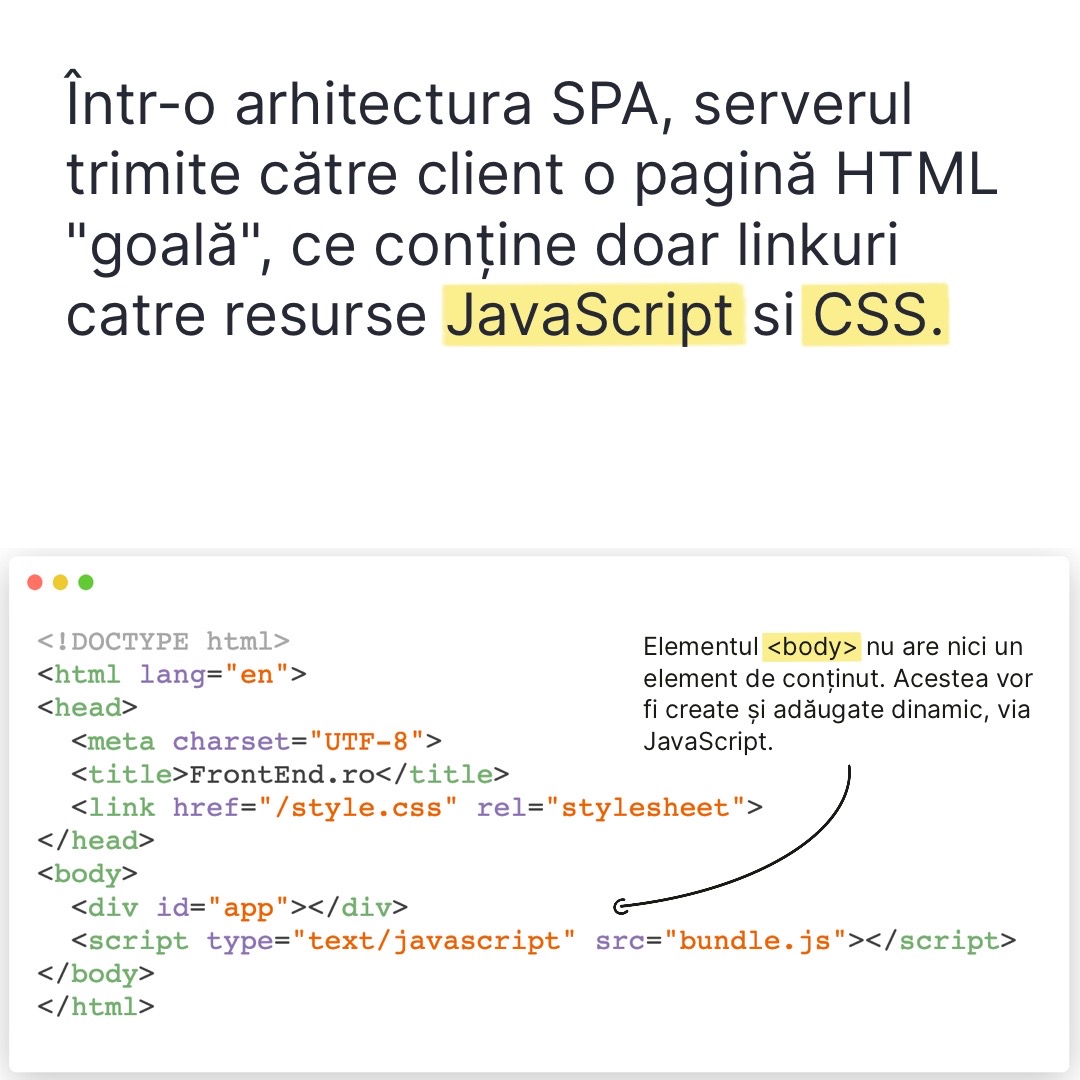 Într-o arhitectura SPA, serverul
trimite către client o pagină HTML
"goală", ce conține doar linkuri
catre resurse JavaScript si CSS.
<!DOCTYPE html>
<html lang="en">
<head>
  <meta charset="UTF-8">
  <title>FrontEnd.ro</title>
  <link href="/style.css" rel="stylesheet">
</head>
<body>
  <div id="app"></div>
  <script type="text/javascript" src="bundle.js"></script>
</body>
</html>
Elementul <body> nu are nici un
element de conținut. Acestea vor
fi create și adăugate dinamic, via
JavaScript.